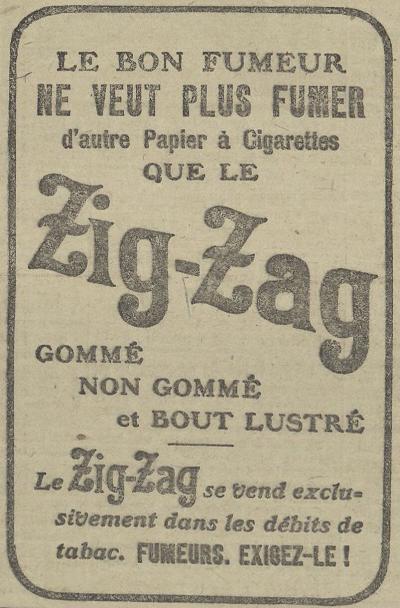 LE BON FUMEUR
NE VEUT PLUS FUMER
d'autre Papier à Cigarettes
QUE LE
Zig-Zag
GOMMÉ
NON GOMMÉ
et BOUT LUSTRÉ
Le Zig-Zag se vend exclu-
sivement dans les débits de
tabac. FUMEURS. EXIGEZ-LE !